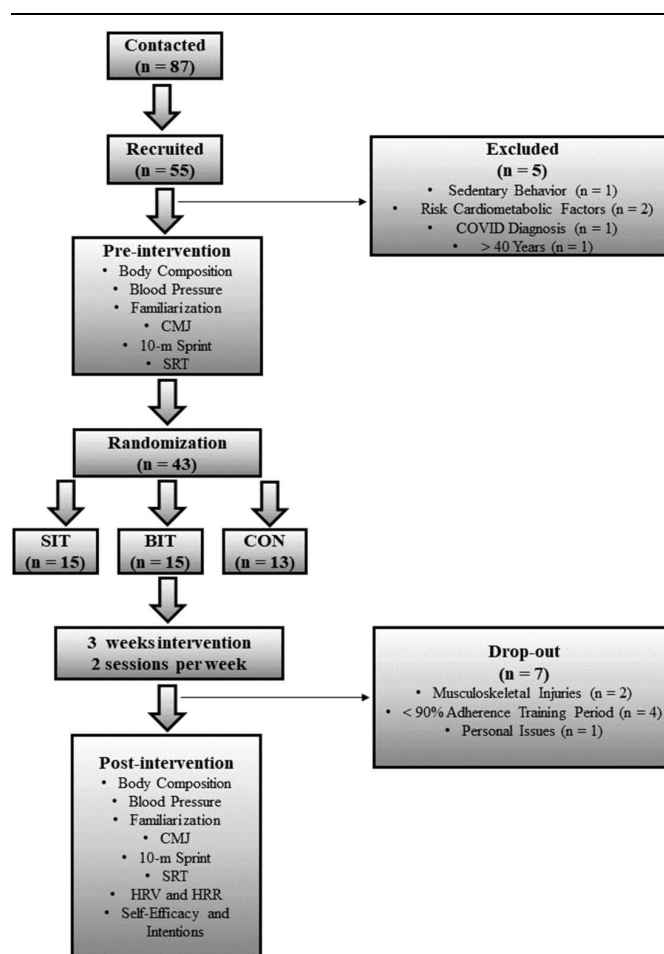 Contacted
(n = 87)
Recruited
(n = 55)
Excluded
(n = 5)
• Sedentary Behavior (n = 1)
• Risk Cardiometabolic Factors (n = 2)
• COVID Diagnosis (n = 1)
• > 40 Years (n = 1)
Pre-intervention
• Body Composition
• Blood Pressure
• Familiarization
• CMJ
• 10-m Sprint
• SRT
Randomization
(n = 43)
SIT
(n = 15)
BIT
(n = 15)
CON
(n = 13)
3 weeks intervention
2 sessions per week
Drop-out
(n = 7)
• Musculoskeletal Injuries (n = 2)
• < 90% Adherence Training Period (n = 4)
• Personal Issues (n = 1)
Post-intervention
• Body Composition
• Blood Pressure
• Familiarization
• CMJ
• 10-m Sprint
• SRT
• HRV and HRR
• Self-Efficacy and
Intentions